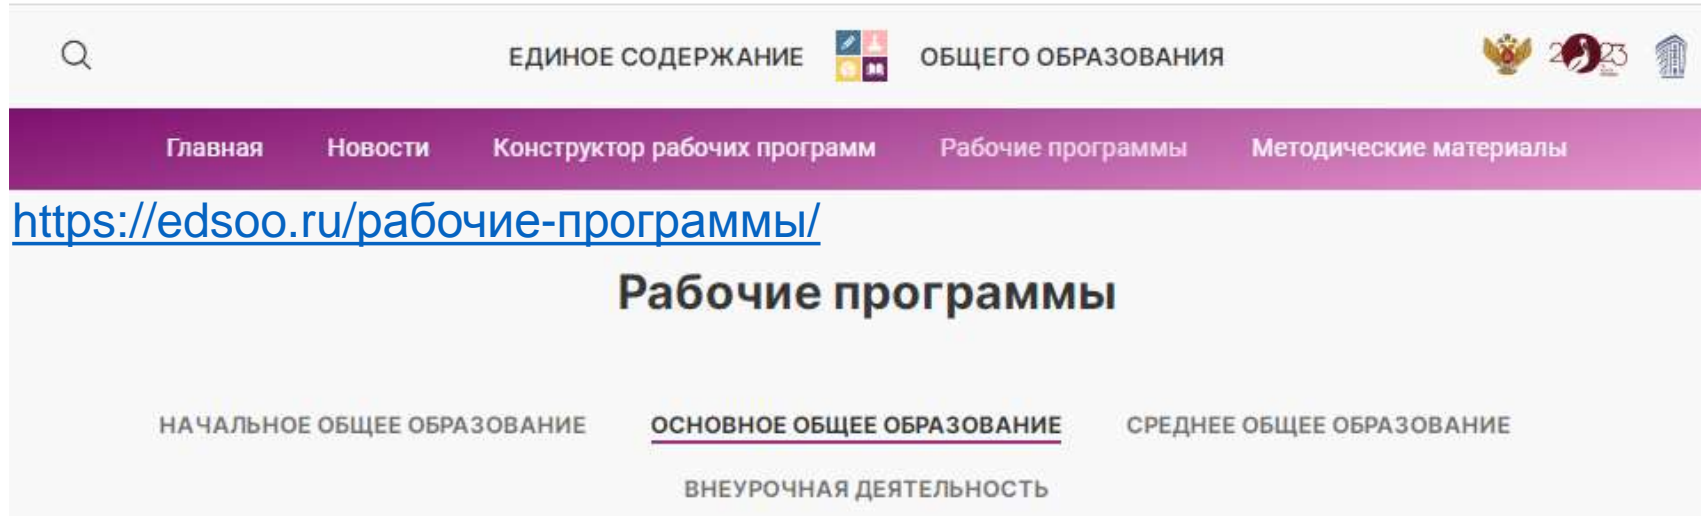 ЕДИНОЕ СОДЕРЖАНИЕ ОБЩЕГО ОБРАЗОВАНИЯ 2023
Главная Новости Конструктор рабочих программ Рабочие программы Методические материалы
https://edsoo.ru/рабочие-программы/
Рабочие программы
НАЧАЛЬНОЕ ОБЩЕЕ ОБРАЗОВАНИЕ ОСНОВНОЕ ОБЩЕЕ ОБРАЗОВАНИЕ СРЕДНЕЕ ОБЩЕЕ ОБРАЗОВАНИЕ
ВНЕУРОЧНАЯ ДЕЯТЕЛЬНОСТЬ